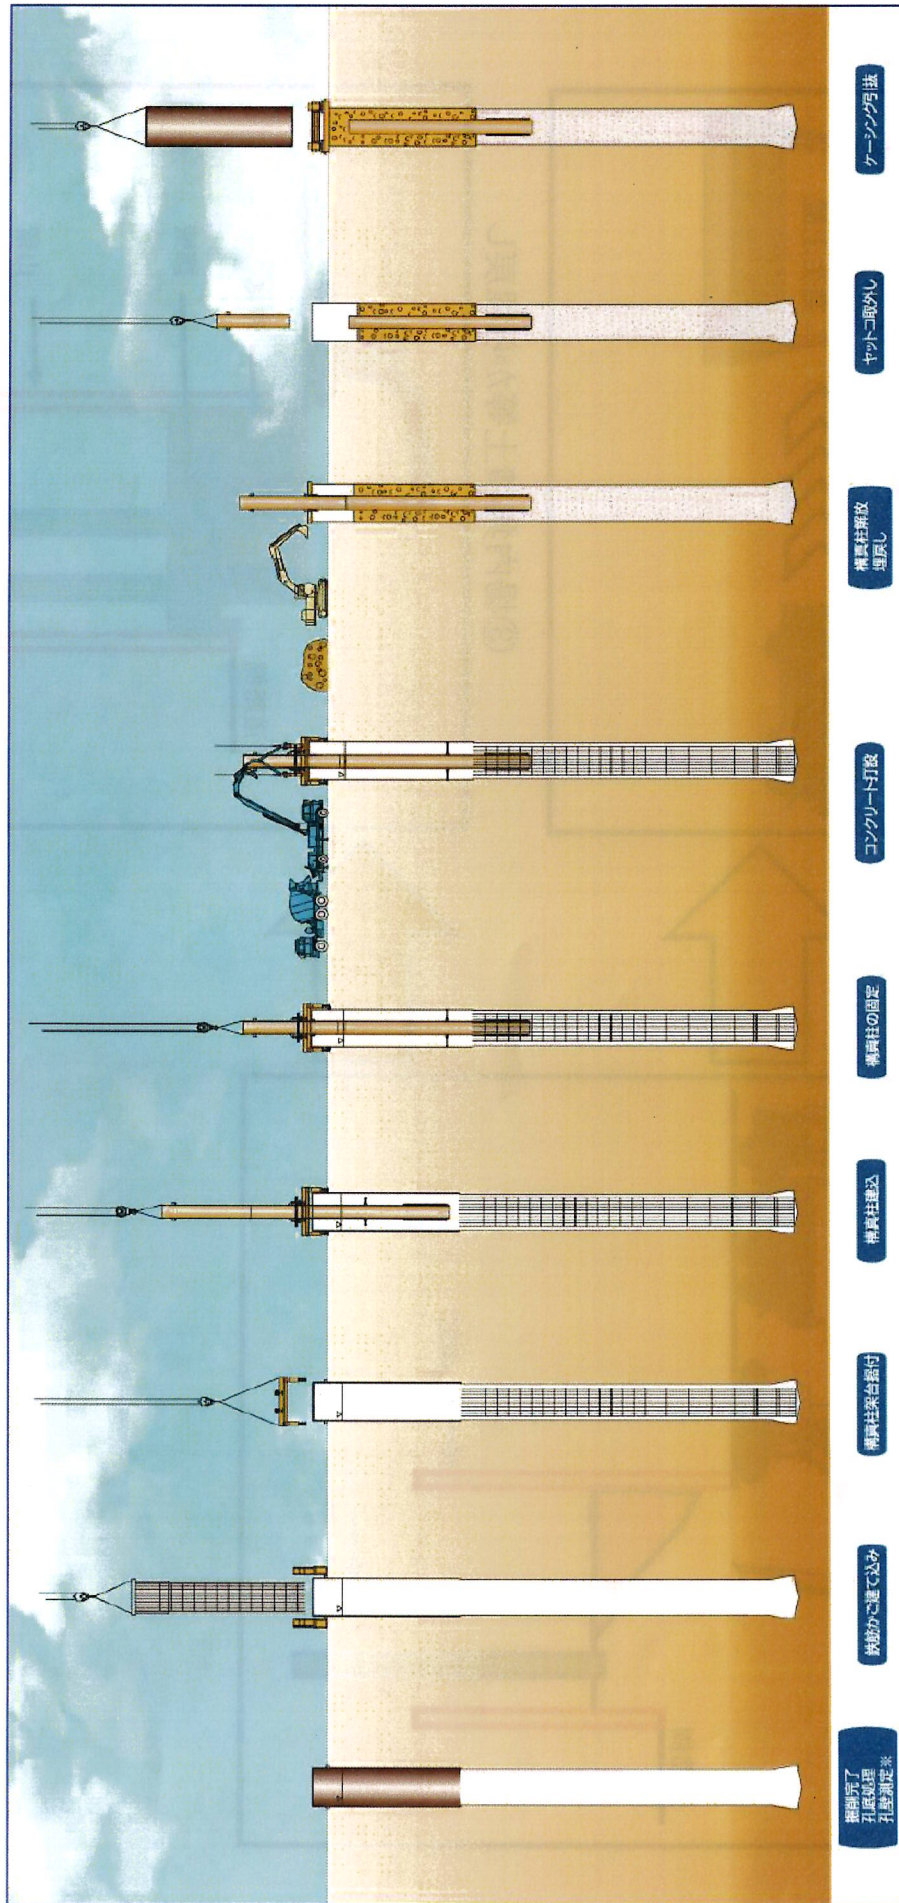 掘削完了
孔底処理
孔壁測定※
鉄筋かご建て込み
構真柱架台据付
構真柱建込
構真柱の固定
コンクリート打設
構真柱解放
埋戻し
ヤットコ取外し
ケーシング引抜